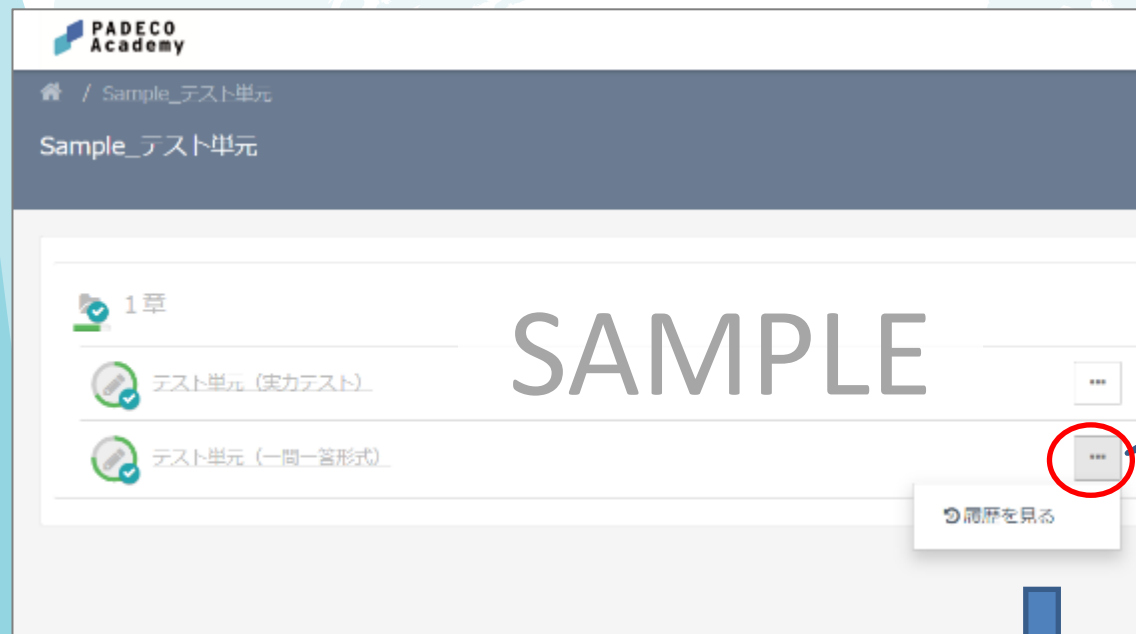 PADECO
Academy
/ Sample_テスト単元
Sample_テスト単元
1章
SAMPLE
テスト単元（実力テスト）
テスト単元（一問一答形式）
履歴を見る